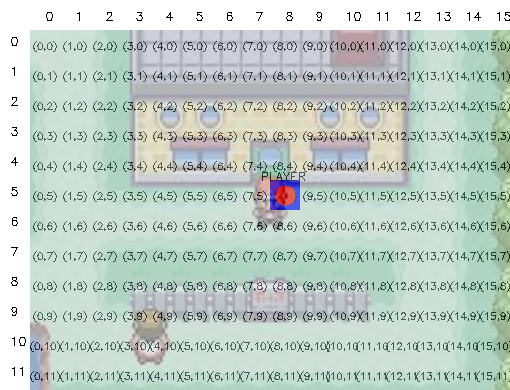 0 1 2 3 4 5 6 7 8 9 10 11 12 13 14 15
0 (0,0) (1,0) (2,0) (3,0) (4,0) (5,0) (6,0) (7,0) (8,0) (9,0) (10,0) (11,0) (12,0) (13,0) (14,0) (15,0)
1 (0,1) (1,1) (2,1) (3,1) (4,1) (5,1) (6,1) (7,1) (8,1) (9,1) (10,1) (11,1) (12,1) (13,1) (14,1) (15,1)
2 (0,2) (1,2) (2,2) (3,2) (4,2) (5,2) (6,2) (7,2) (8,2) (9,2) (10,2) (11,2) (12,2) (13,2) (14,2) (15,2)
3 (0,3) (1,3) (2,3) (3,3) (4,3) (5,3) (6,3) (7,3) (8,3) (9,3) (10,3) (11,3) (12,3) (13,3) (14,3) (15,3)
4 (0,4) (1,4) (2,4) (3,4) (4,4) (5,4) (6,4) (7,4) (8,4) (9,4) (10,4) (11,4) (12,4) (13,4) (14,4) (15,4)
PLAYER
5 (0,5) (1,5) (2,5) (3,5) (4,5) (5,5) (6,5) (7,5) (9,5) (10,5) (11,5) (12,5) (13,5) (14,5) (15,5)
6 (0,6) (1,6) (2,6) (3,6) (4,6) (5,6) (6,6) (7,6) (8,6) (9,6) (10,6) (11,6) (12,6) (13,6) (14,6) (15,6)
7 (0,7) (1,7) (2,7) (3,7) (4,7) (5,7) (6,7) (7,7) (8,7) (9,7) (10,7) (11,7) (12,7) (13,7) (14,7) (15,7)
8 (0,8) (1,8) (2,8) (3,8) (4,8) (5,8) (6,8) (7,8) (8,8) (9,8) (10,8) (11,8) (12,8) (13,8) (14,8) (15,8)
9 (0,9) (1,9) (2,9) (3,9) (4,9) (5,9) (6,9) (7,9) (8,9) (9,9) (10,9) (11,9) (12,9) (13,9) (14,9) (15,9)
10 (0,10) (1,10) (2,10) (3,10) (4,10) (5,10) (6,10) (7,10) (8,10) (9,10) (10,10) (11,10) (12,10) (13,10) (14,10) (15,10)
11 (0,11) (1,11) (2,11) (3,11) (4,11) (5,11) (6,11) (7,11) (8,11) (9,11) (10,11) (11,11) (12,11) (13,11) (14,11) (15,11)